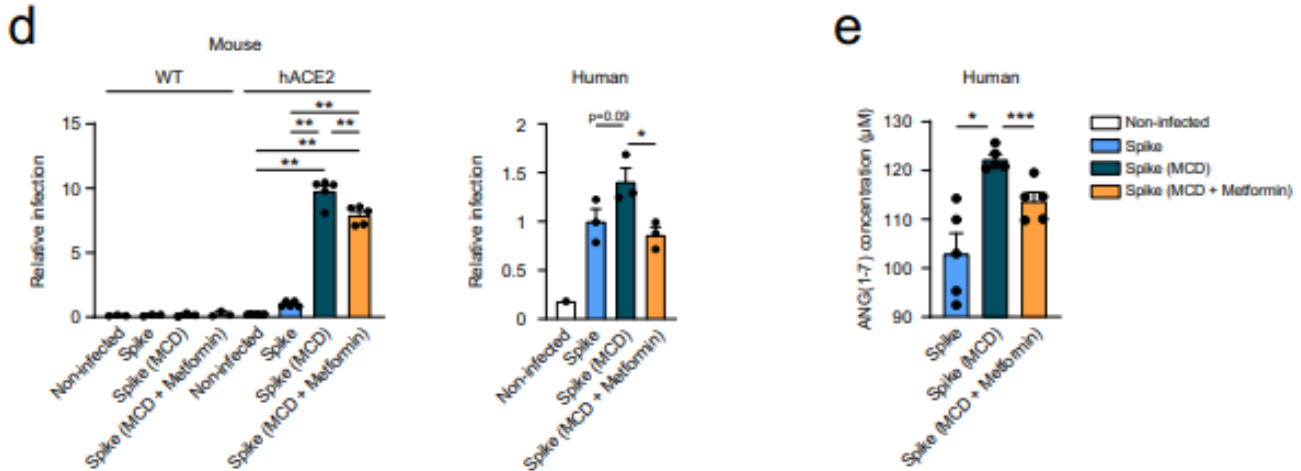 d
Mouse
WT
hACE2
**
** **
**
**
**
Relative infection
15
10
5
0
Non-infected
Spike
Spike (MCD)
Spike (MCD + Metformin)
Non-infected
Spike
Spike (MCD)
Spike (MCD + Metformin)
Human
p=0.09
*
Relative infection
2
1.5
1
0.5
0
Non-infected
Spike
Spike (MCD)
Spike (MCD + Metformin)
e
Human
* ***
ANG(1-7) concentration (µM)
130
120
110
100
90
Spike
Spike (MCD)
Spike (MCD + Metformin)
Non-infected
Spike
Spike (MCD)
Spike (MCD + Metformin)